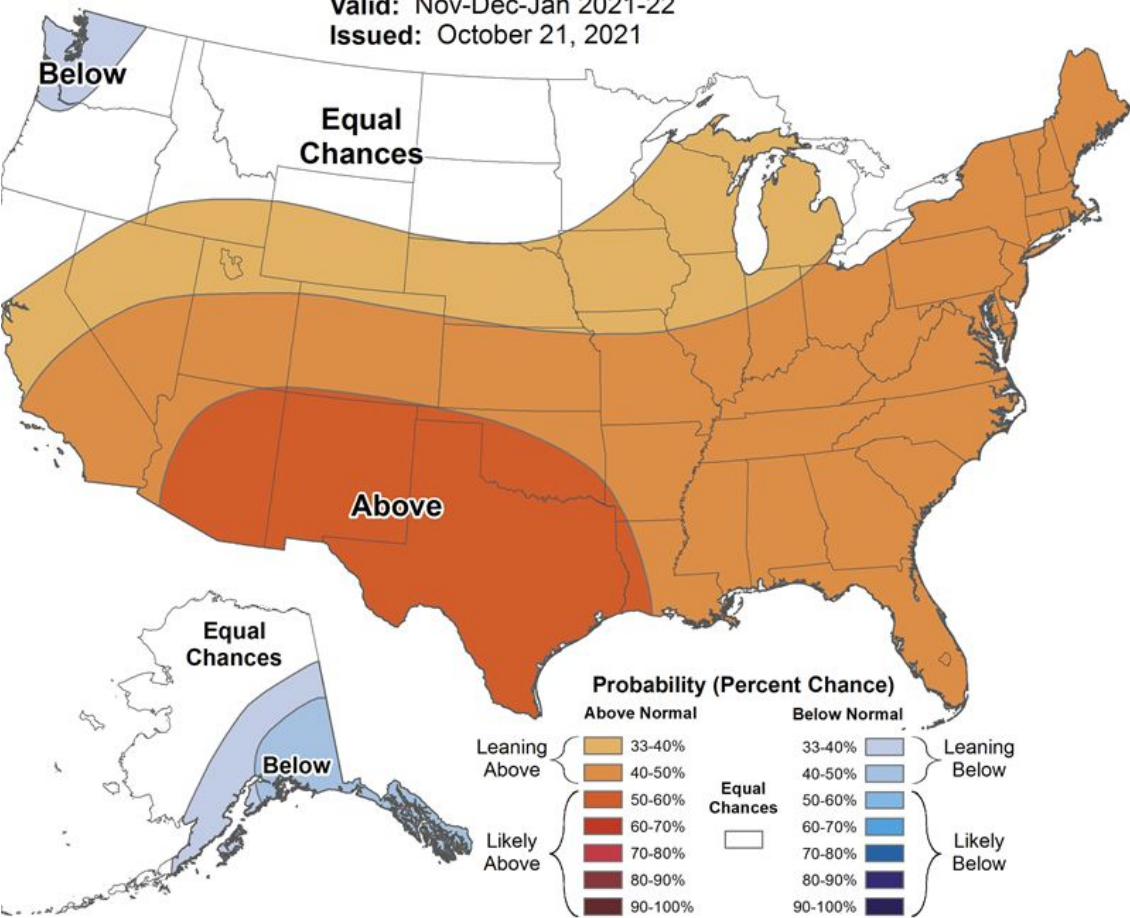 Valid: Nov-Dec-Jan 2021-22
Issued: October 21, 2021
Below
Equal
Chances
Above
Equal
Chances
Below
Probability (Percent Chance)
Above Normal
Below Normal
Leaning
Above
33-40%
40-50%
Likely
Above
50-60%
60-70%
70-80%
80-90%
90-100%
Equal
Chances
33-40%
40-50%
Leaning
Below
50-60%
60-70%
70-80%
80-90%
90-100%
Likely
Below